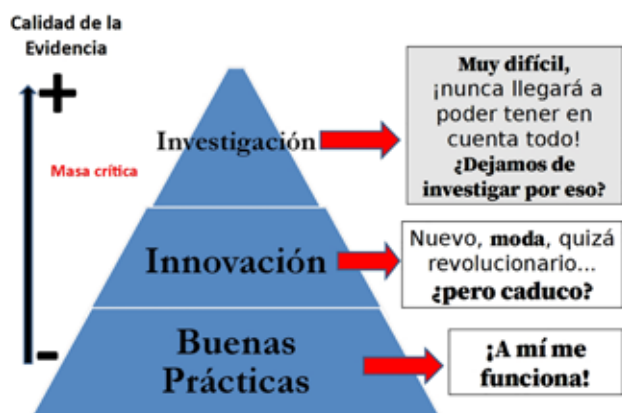 Calidad de la
Evidencia
+
Masa crítica
-
Investigación
Muy difícil,
¡nunca llegará a
poder tener en
cuenta todo!
¿Dejamos de
investigar por eso?
Innovación
Nuevo, moda, quizá
revolucionario...
¿pero caduco?
Buenas
Prácticas
¡A mí me
funciona!